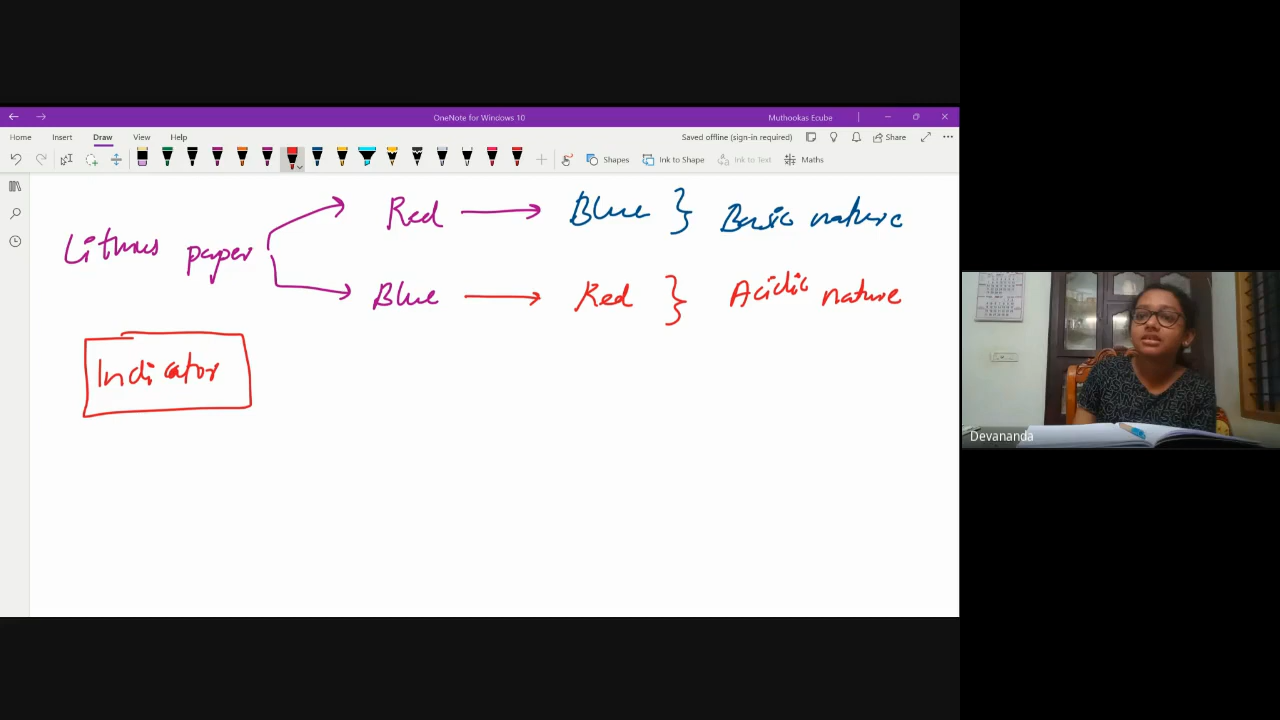 OneNote for Windows 10
Muthookas Ecube
Home Insert Draw View Help
Saved offline (sign-in required)
Share
Shapes
Ink to Shape
Ink to Text
Maths
Red → Blue } Basic nature
Litmus paper
Blue → Red } Acidic nature
Indicator
Devananda